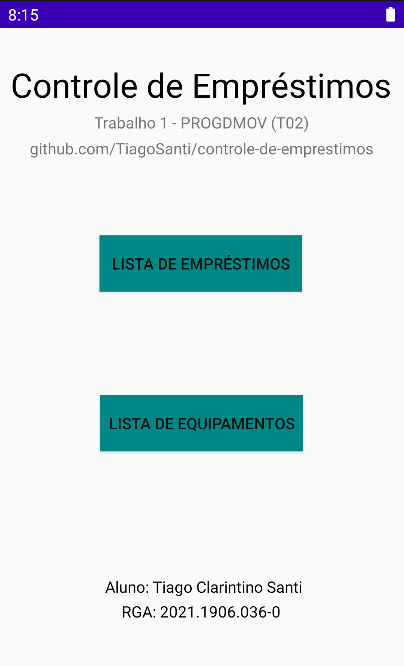 8:15
Controle de Empréstimos
Trabalho 1 - PROGDMOV (T02)
github.com/TiagoSanti/controle-de-emprestimos
LISTA DE EMPRÉSTIMOS
LISTA DE EQUIPAMENTOS
Aluno: Tiago Clarintino Santi
RGA: 2021.1906.036-0